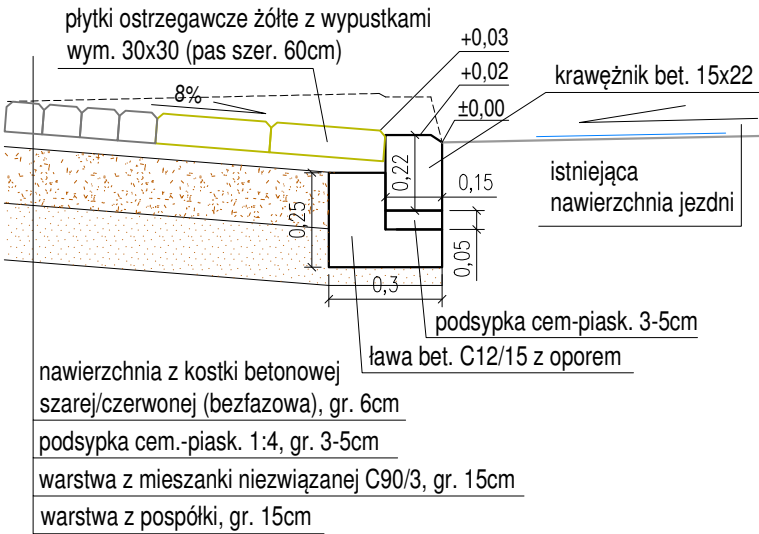 płytki ostrzegawcze żółte z wypustkami
wym. 30x30 (pas szer. 60cm)
+0,03
+0,02
±0,00
krawężnik bet. 15x22
8%
0,22
0,15
istniejąca
nawierzchnia jezdni
0,25
0,05
0,3
podsypka cem-piask. 3-5cm
ława bet. C12/15 z oporem
nawierzchnia z kostki betonowej
szarej/czerwonej (bezfazowa), gr. 6cm
podsypka cem.-piask. 1:4, gr. 3-5cm
warstwa z mieszanki niezwiązanej C90/3, gr. 15cm
warstwa z pospółki, gr. 15cm